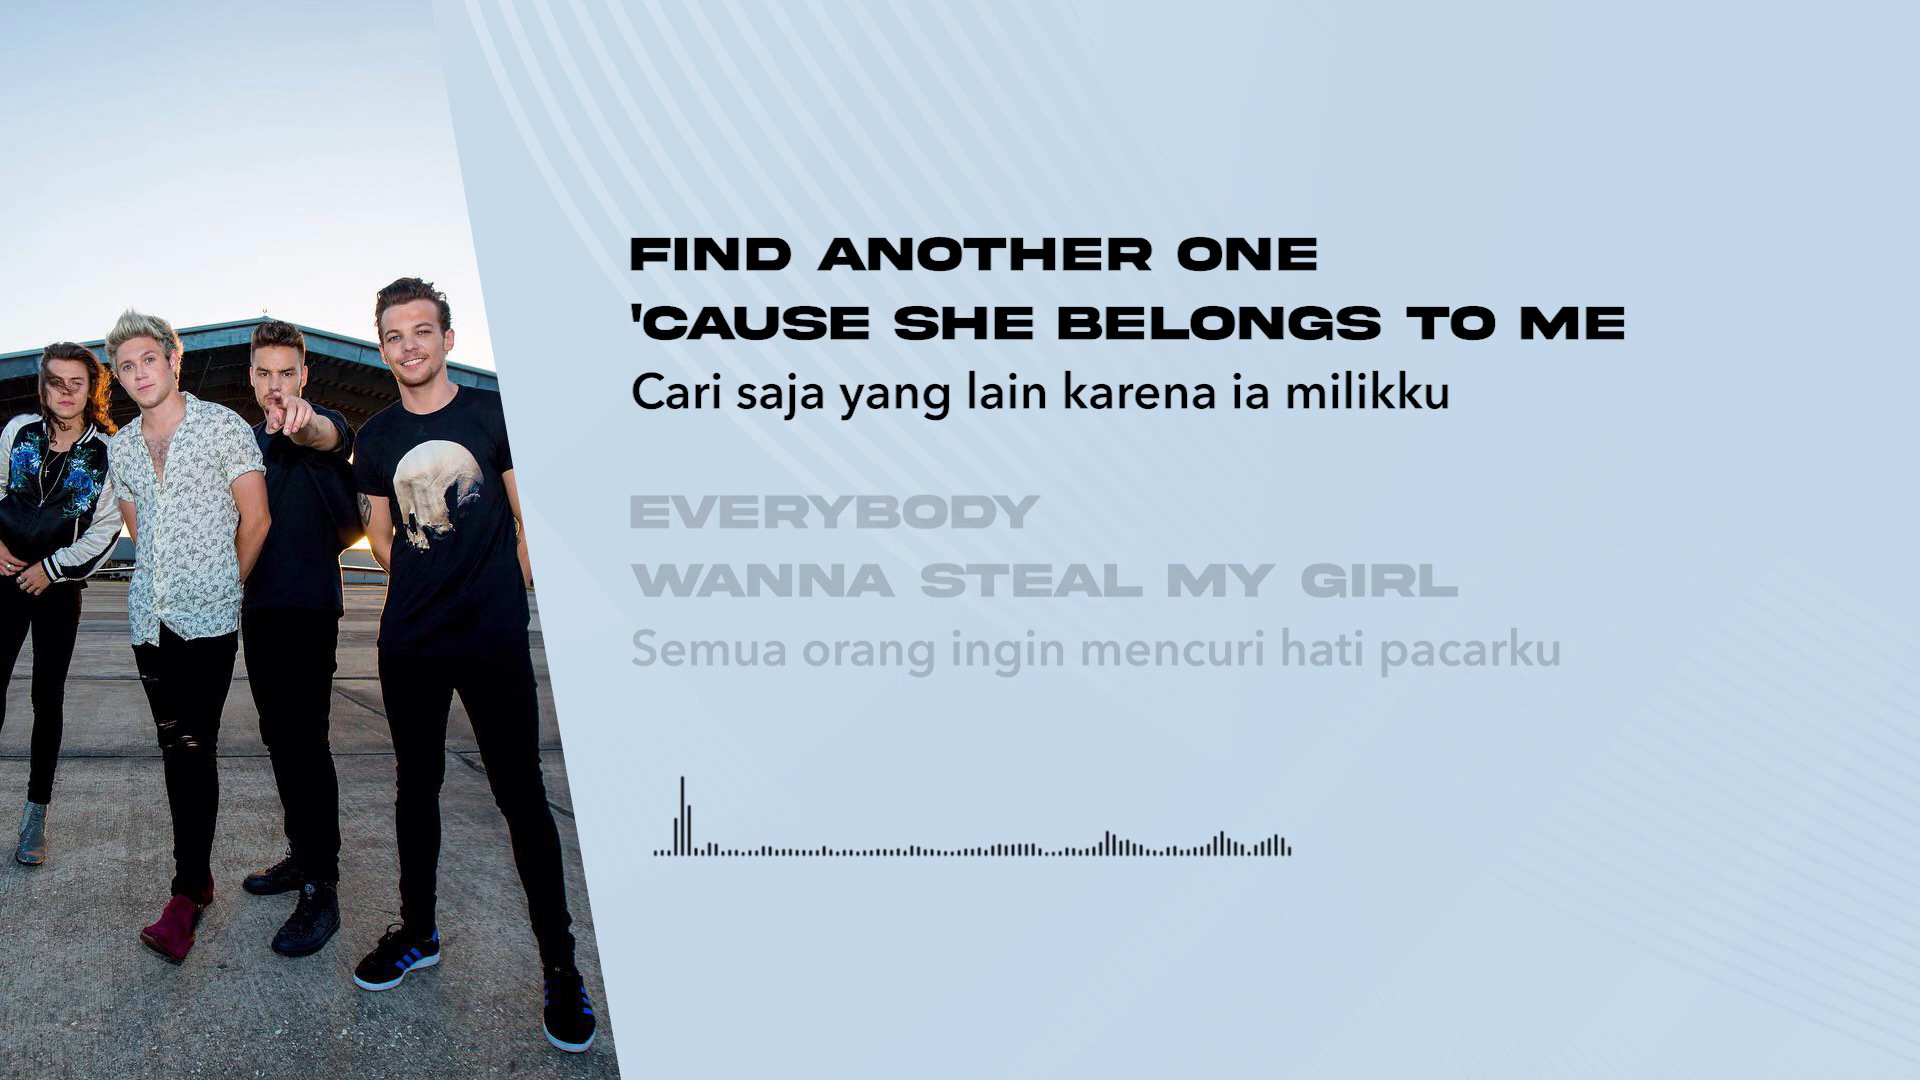 FIND ANOTHER ONE
'CAUSE SHE BELONGS TO ME
Cari saja yang lain karena ia milikku
EVERYBODY
WANNA STEAL MY GIRL
Semua orang ingin mencuri hati pacarku